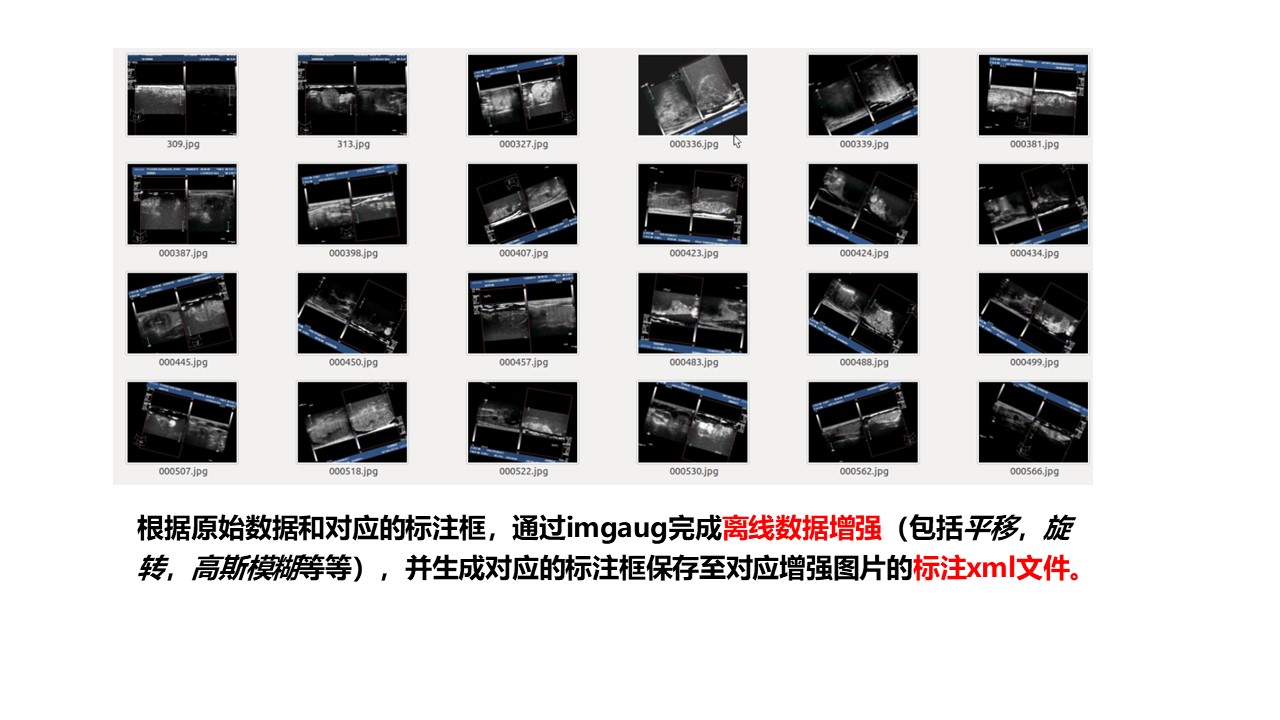 309.jpg 313.jpg 000327.jpg 000336.jpg 000339.jpg 000381.jpg
000387.jpg 000398.jpg 000407.jpg 000423.jpg 000424.jpg 000434.jpg
000445.jpg 000450.jpg 000457.jpg 000483.jpg 000488.jpg 000499.jpg
000507.jpg 000518.jpg 000522.jpg 000530.jpg 000562.jpg 000566.jpg
根据原始数据和对应的标注框，通过imgaug完成离线数据增强（包括平移，旋
转，高斯模糊等等），并生成对应的标注框保存至对应增强图片的标注xml文件。